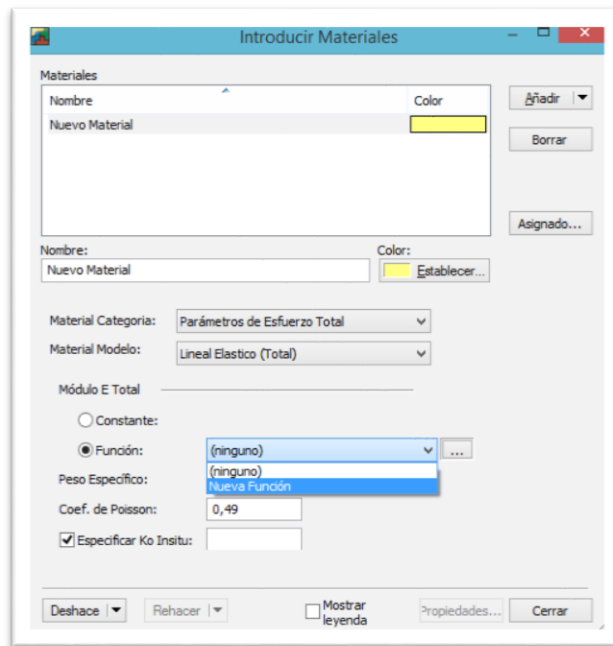 Introducir Materiales
Materiales
Nombre Color
Añadir
Nuevo Material
Borrar
Asignado...
Nombre: Color:
Nuevo Material Establecer...
Material Categoria: Parámetros de Esfuerzo Total
Material Modelo: Lineal Elastico (Total)
Módulo E Total
Constante:
Función: (ninguno) ...
(ninguno)
Peso Específico: Nueva Función
Coef. de Poisson: 0,49
Especificar Ko Insitu:
Deshace Rehacer Mostrar leyenda Propiedades... Cerrar